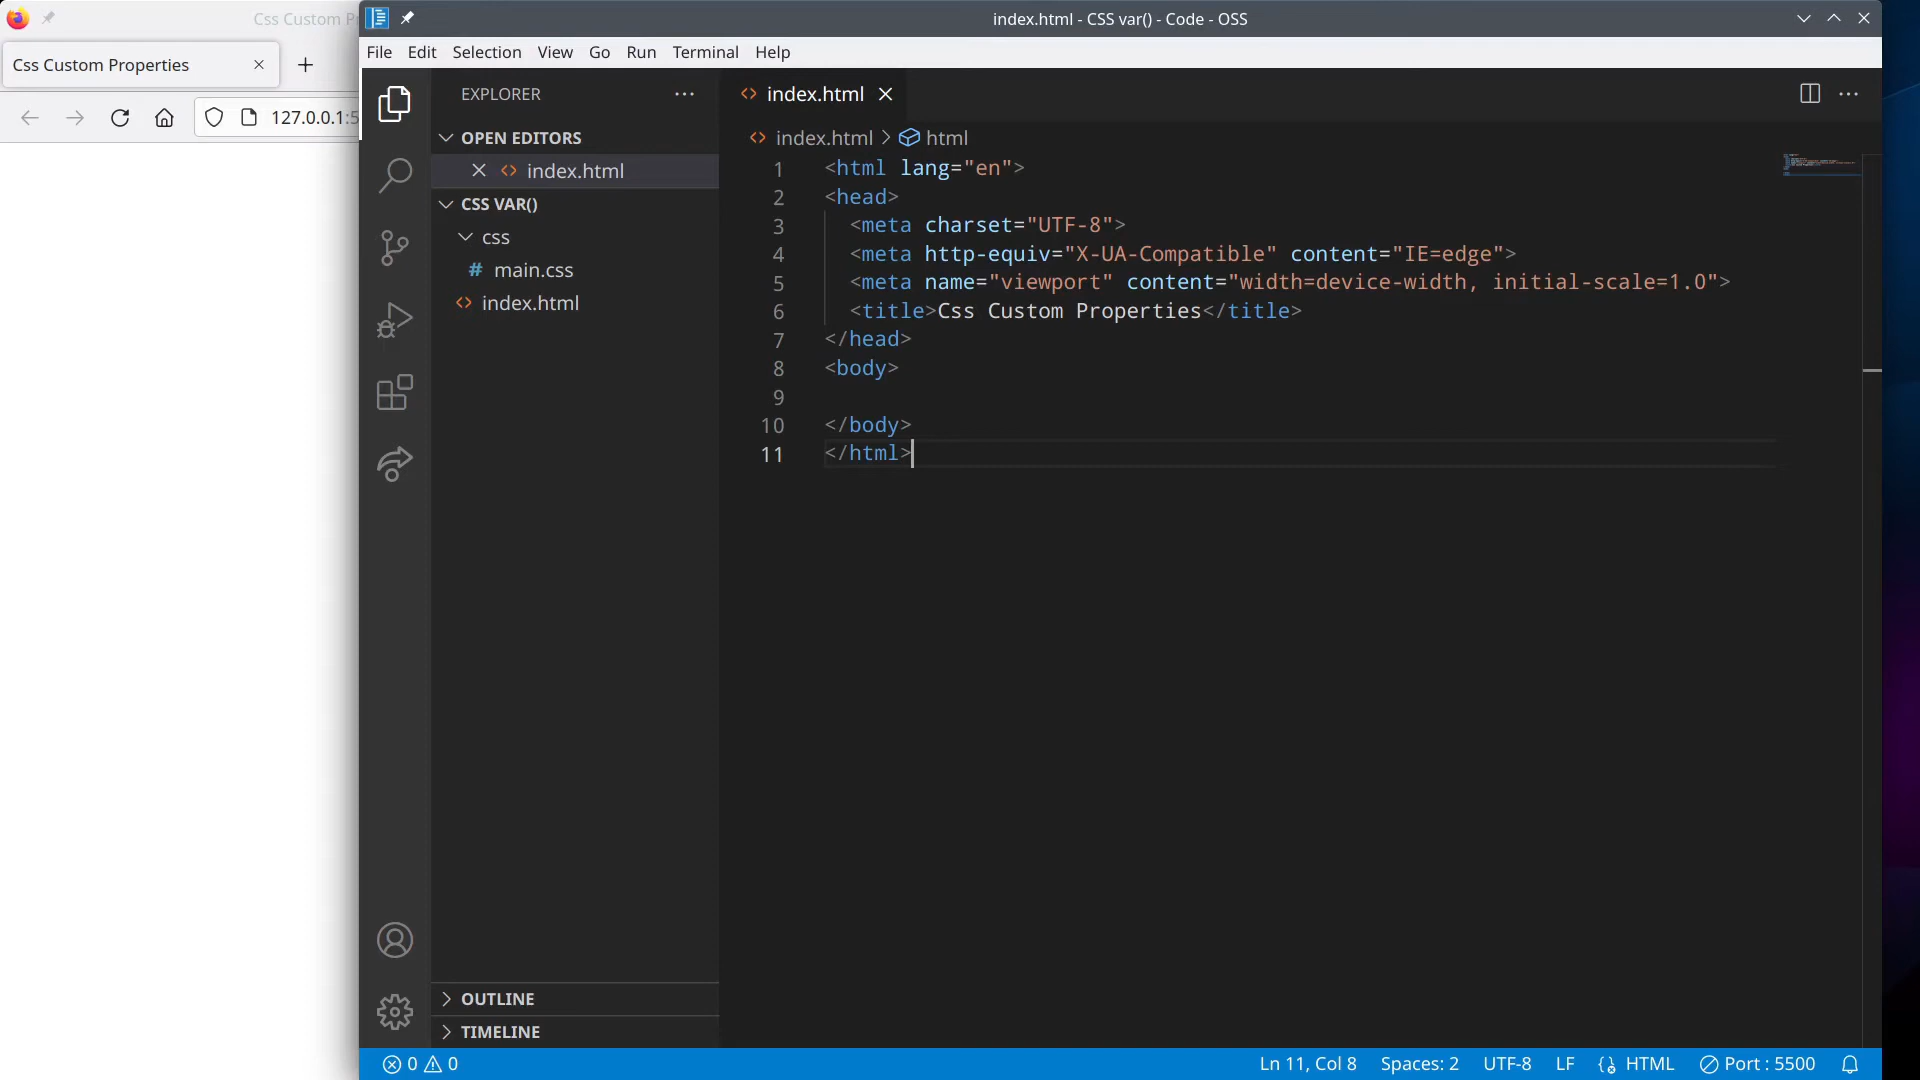 Css Custom P
Css Custom Properties
127.0.0.1:5
index.html - CSS var() - Code - OSS
File Edit Selection View Go Run Terminal Help
EXPLORER
OPEN EDITORS
index.html
CSS VAR()
css
# main.css
index.html
OUTLINE
TIMELINE
index.html
index.html > html
1 <html lang="en">
2 <head>
3 <meta charset="UTF-8">
4 <meta http-equiv="X-UA-Compatible" content="IE=edge">
5 <meta name="viewport" content="width=device-width, initial-scale=1.0">
6 <title>Css Custom Properties</title>
7 </head>
8 <body>
9
10 </body>
11 </html>
0 0 Ln 11, Col 8 Spaces: 2 UTF-8 LF HTML Port : 5500